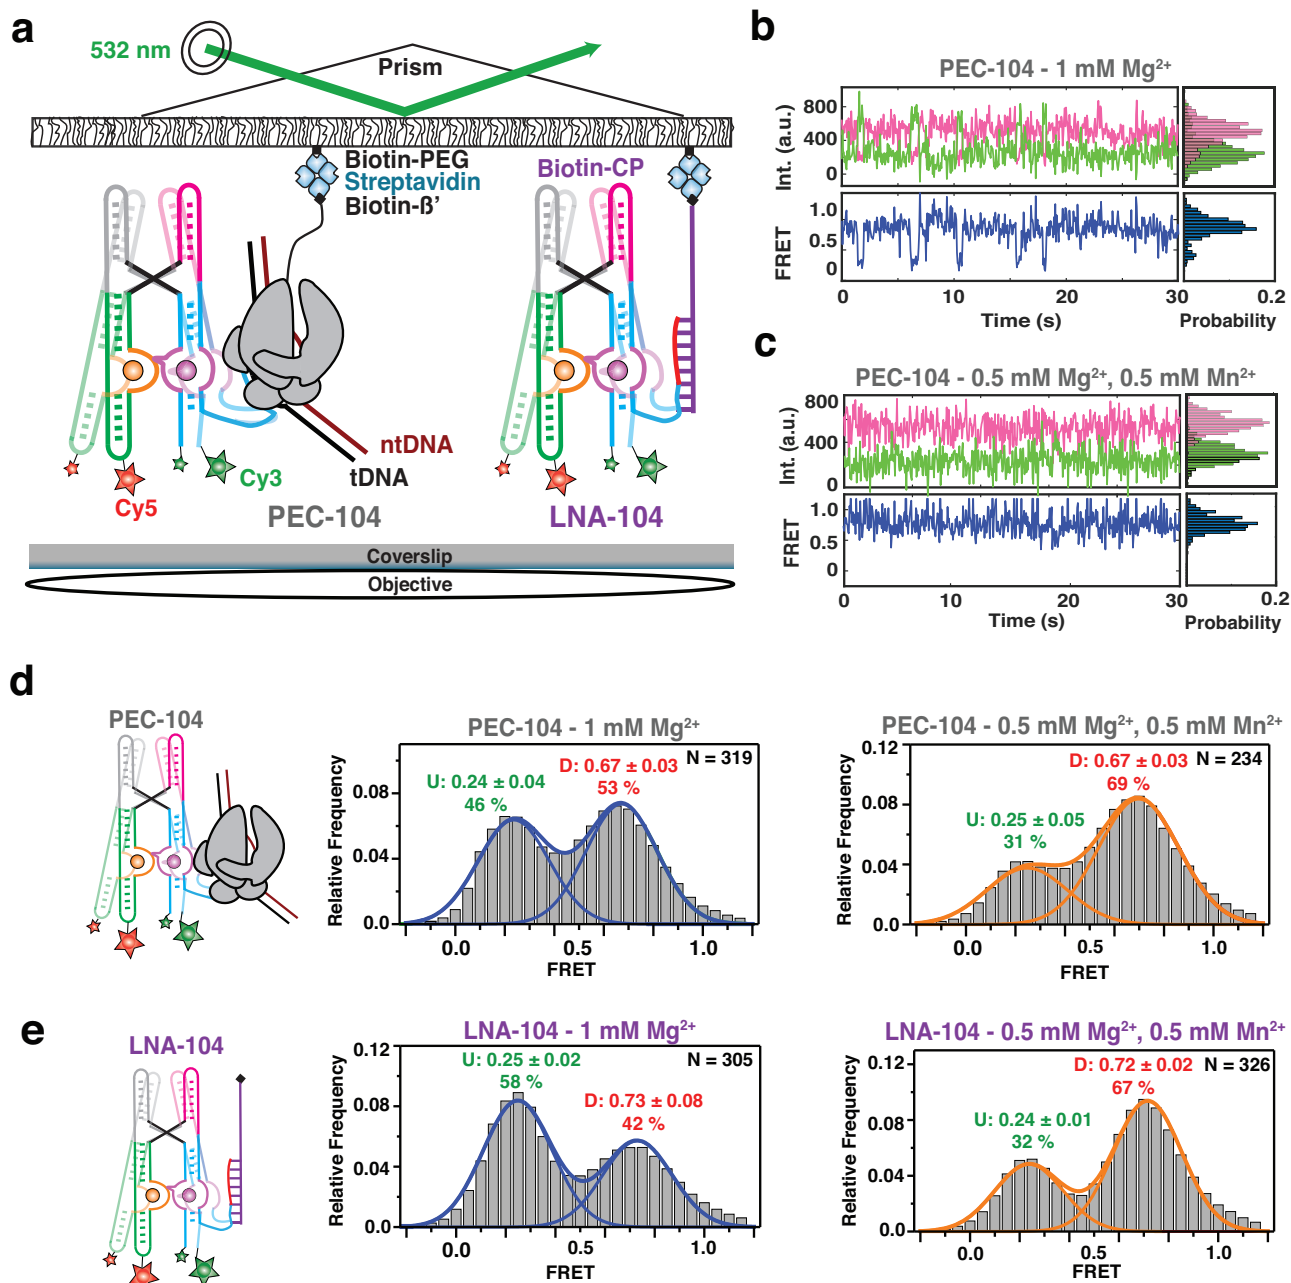 a
532 nm
Prism
Biotin-PEG
Streptavidin
Biotin-ß’
Biotin-CP
ntDNA
tDNA
Cy3
Cy5
PEC-104
LNA-104
Coverslip
Objective
b
PEC-104 - 1 mM Mg²⁺
Int. (a.u.)
800
400
0
FRET
1.0
0.5
0
0 10 20 30 0.2
Time (s)
Probability
c
PEC-104 - 0.5 mM Mg²⁺, 0.5 mM Mn²⁺
Int. (a.u.)
800
400
0
FRET
1.0
0.5
0
0 10 20 30 0.2
Time (s)
Probability
d
PEC-104
PEC-104 - 1 mM Mg²⁺
N = 319
U: 0.24 ± 0.04
46 %
D: 0.67 ± 0.03
53 %
Relative Frequency
0.08
0.04
0.0
0.0 0.5 1.0
FRET
PEC-104 - 0.5 mM Mg²⁺, 0.5 mM Mn²⁺
N = 234
D: 0.67 ± 0.03
69 %
U: 0.25 ± 0.05
31 %
Relative Frequency
0.12
0.08
0.04
0.0
0.0 0.5 1.0
FRET
e
LNA-104
LNA-104 - 1 mM Mg²⁺
N = 305
U: 0.25 ± 0.02
58 %
D: 0.73 ± 0.08
42 %
Relative Frequency
0.12
0.08
0.04
0.0
0.0 0.5 1.0
FRET
LNA-104 - 0.5 mM Mg²⁺, 0.5 mM Mn²⁺
N = 326
D: 0.72 ± 0.02
67 %
U: 0.24 ± 0.01
32 %
Relative Frequency
0.12
0.08
0.04
0.0
0.0 0.5 1.0
FRET